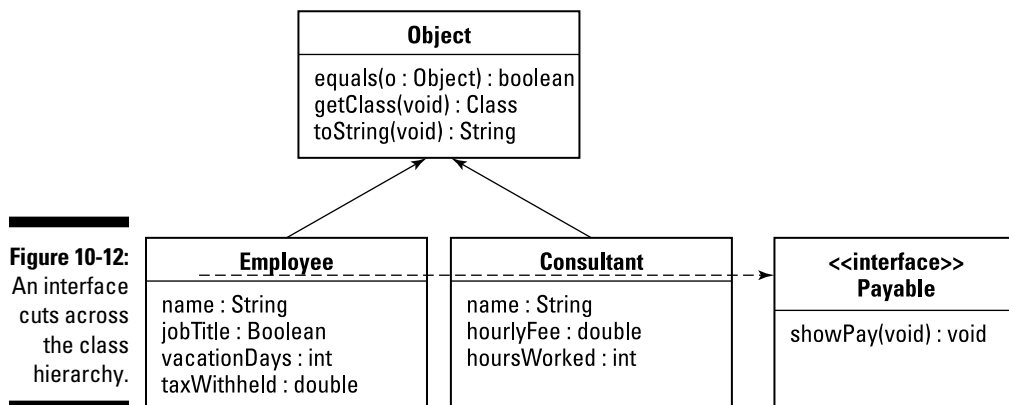 Object
equals(o : Object) : boolean
getClass(void) : Class
toString(void) : String
Figure 10-12:
An interface
cuts across
the class
hierarchy.
Employee
name : String
jobTitle : Boolean
vacationDays : int
taxWithheld : double
Consultant
name : String
hourlyFee : double
hoursWorked : int
<<interface>>
Payable
showPay(void) : void